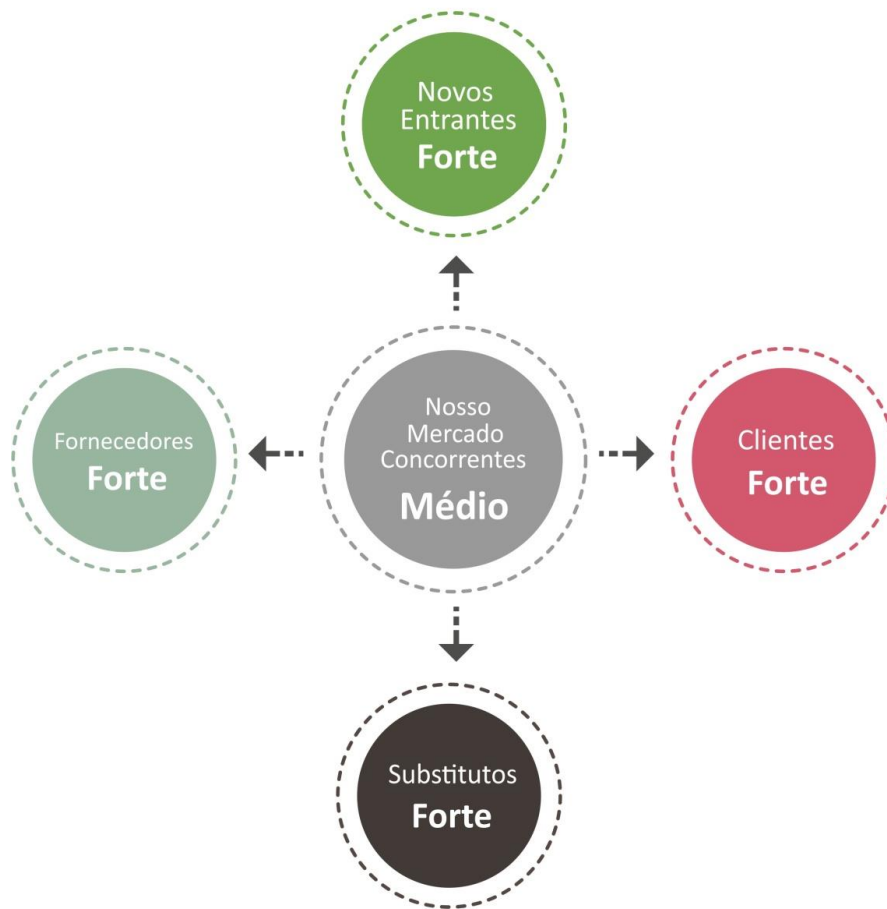 Novos
Entrantes
Forte
Fornecedores
Forte
Nosso
Mercado
Concorrentes
Médio
Clientes
Forte
Substitutos
Forte